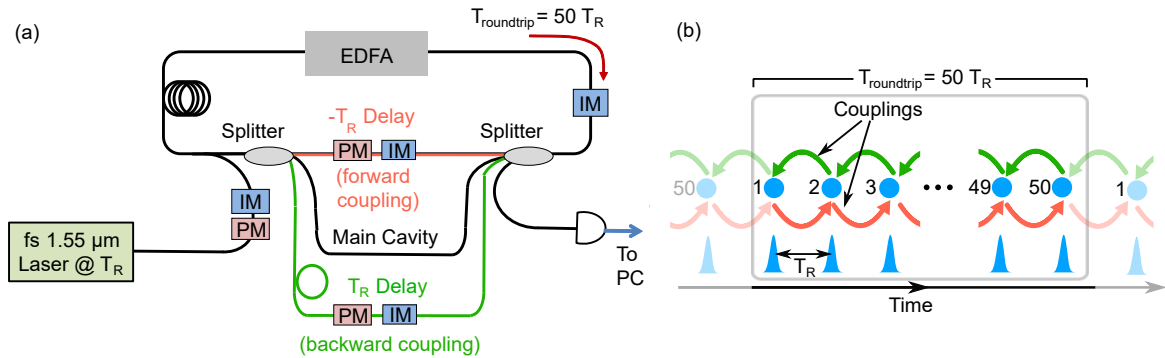 (a)
T_roundtrip = 50 T_R
EDFA
IM
Splitter
-T_R Delay
Splitter
PM
IM
(forward
coupling)
IM
PM
Main Cavity
fs 1.55 µm
Laser @ T_R
To
PC
T_R Delay
PM
IM
(backward coupling)
(b)
T_roundtrip = 50 T_R
Couplings
50
1
2
3
49
50
1
T_R
Time